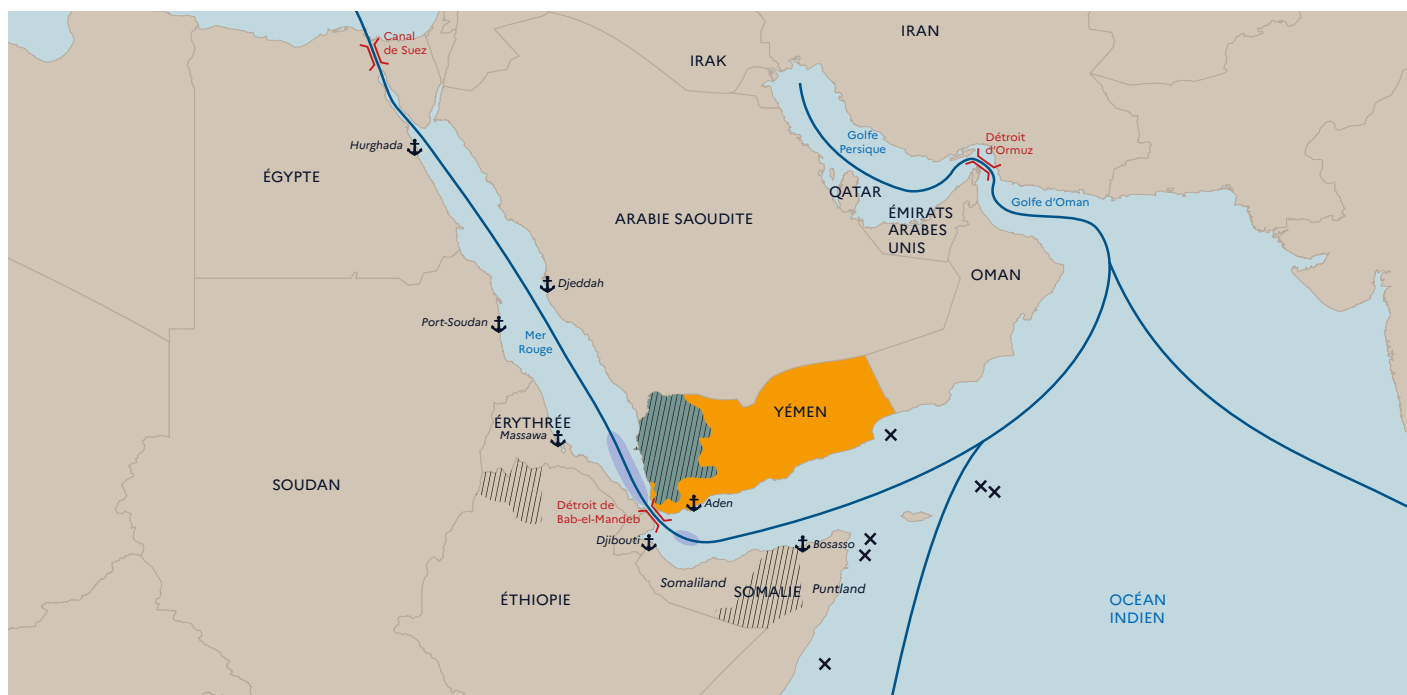 Canal
de Suez
IRAN
IRAK
Hurghada
Golfe
Persique
Détroit
d'Ormuz
ÉGYPTE
QATAR
Golfe d'Oman
ARABIE SAOUDITE
ÉMIRATS
ARABES
UNIS
OMAN
Djeddah
Port-Soudan
Mer
Rouge
YÉMEN
ÉRYTHRÉE
Massawa
SOUDAN
Détroit de
Bab-el-Mandeb
Aden
Djibouti
Bosasso
Somaliland
SOMALIE
Puntland
ÉTHIOPIE
OCÉAN
INDIEN